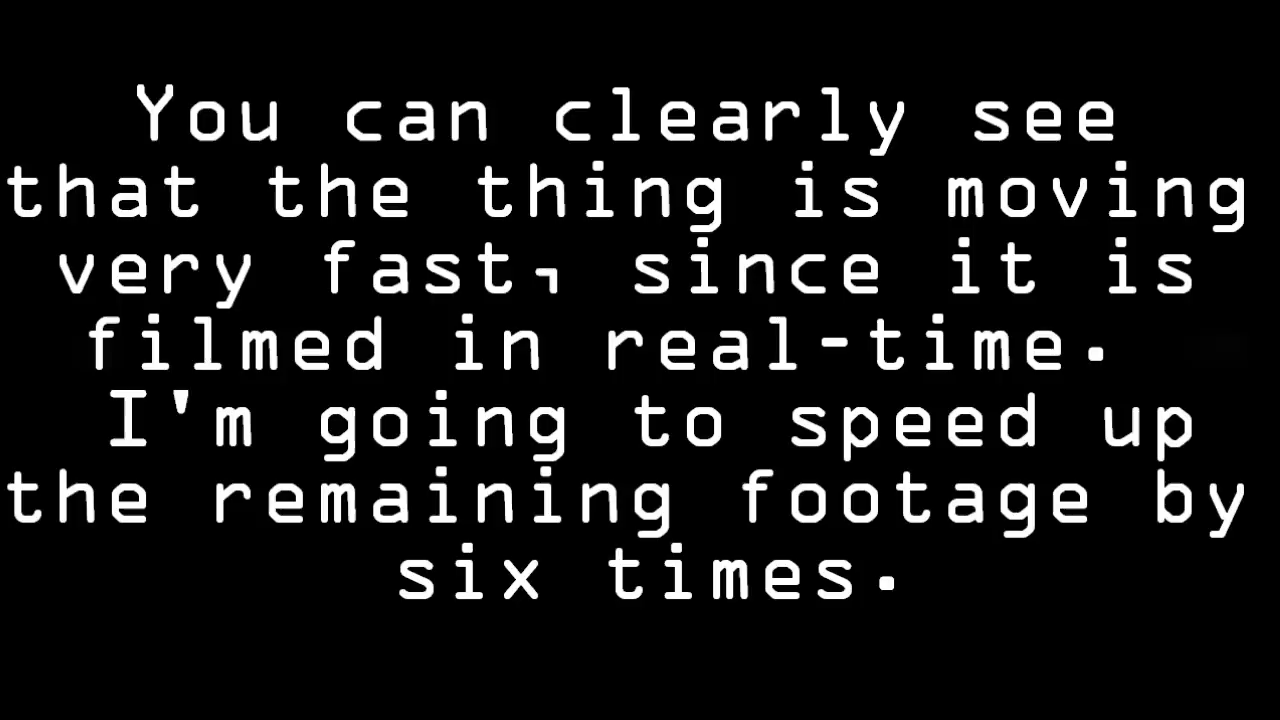 You can clearly see
that the thing is moving
very fast, since it is
filmed in real-time.
I'm going to speed up
the remaining footage by
six times.